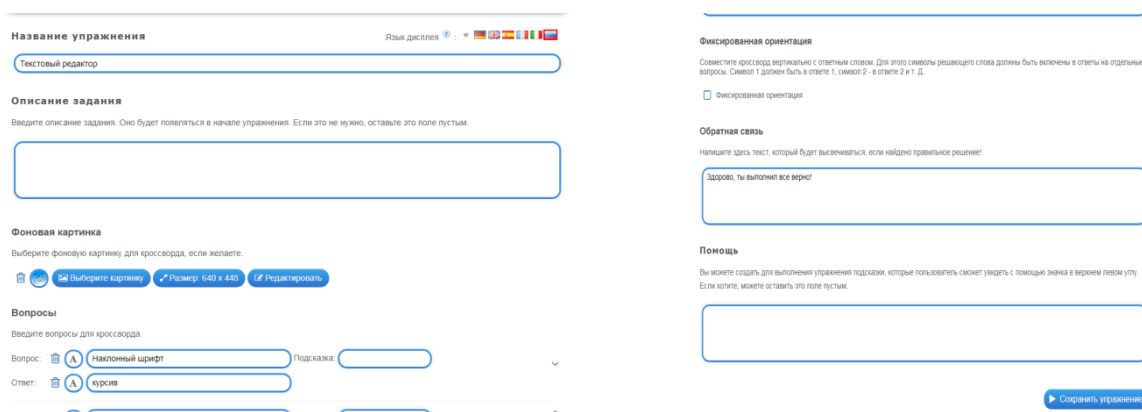 Название упражнения
Язык дисплея ? :
Текстовый редактор
Описание задания
Введите описание задания. Оно будет появляться в начале упражнения. Если это не нужно, оставьте это поле пустым.
Фоновая картинка
Выберите фоновую картинку для кроссворда, если желаете.
Выберите картинку Размер: 640 x 448 Редактировать
Вопросы
Введите вопросы для кроссворда.
Вопрос: A Наклонный шрифт Подсказка:
Ответ: A курсив
Фиксированная ориентация
Совместите кроссворд вертикально с ответным словом. Для этого символы решающего слова должны быть включены в ответы на отдельные
вопросы. Символ 1 должен быть в ответе 1, символ 2 - в ответе 2 и т. Д.
Фиксированная ориентация
Обратная связь
Напишите здесь текст, который будет высвечиваться, если найдено правильное решение!
Здорово, ты выполнил все верно!
Помощь
Вы можете создать для выполнения упражнения подсказки, которые пользователь сможет увидеть с помощью значка в верхнем левом углу.
Если хотите, можете оставить это поле пустым.
Сохранить упражнение